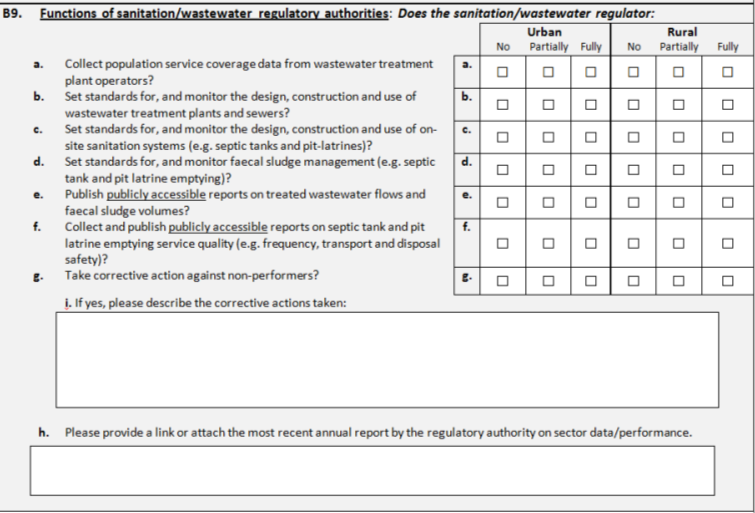 B9. Functions of sanitation/wastewater regulatory authorities: Does the sanitation/wastewater regulator:
Urban Rural
No Partially Fully No Partially Fully
a. Collect population service coverage data from wastewater treatment a. ☐ ☐ ☐ ☐ ☐ ☐
plant operators?
b. Set standards for, and monitor the design, construction and use of b. ☐ ☐ ☐ ☐ ☐ ☐
wastewater treatment plants and sewers?
c. Set standards for, and monitor the design, construction and use of on- c. ☐ ☐ ☐ ☐ ☐ ☐
site sanitation systems (e.g. septic tanks and pit-latrines)?
d. Set standards for, and monitor faecal sludge management (e.g. septic d. ☐ ☐ ☐ ☐ ☐ ☐
tank and pit latrine emptying)?
e. Publish publicly accessible reports on treated wastewater flows and e. ☐ ☐ ☐ ☐ ☐ ☐
faecal sludge volumes?
f. Collect and publish publicly accessible reports on septic tank and pit f. ☐ ☐ ☐ ☐ ☐ ☐
latrine emptying service quality (e.g. frequency, transport and disposal
safety)?
g. Take corrective action against non-performers? g. ☐ ☐ ☐ ☐ ☐ ☐
i. If yes, please describe the corrective actions taken:
h. Please provide a link or attach the most recent annual report by the regulatory authority on sector data/performance.